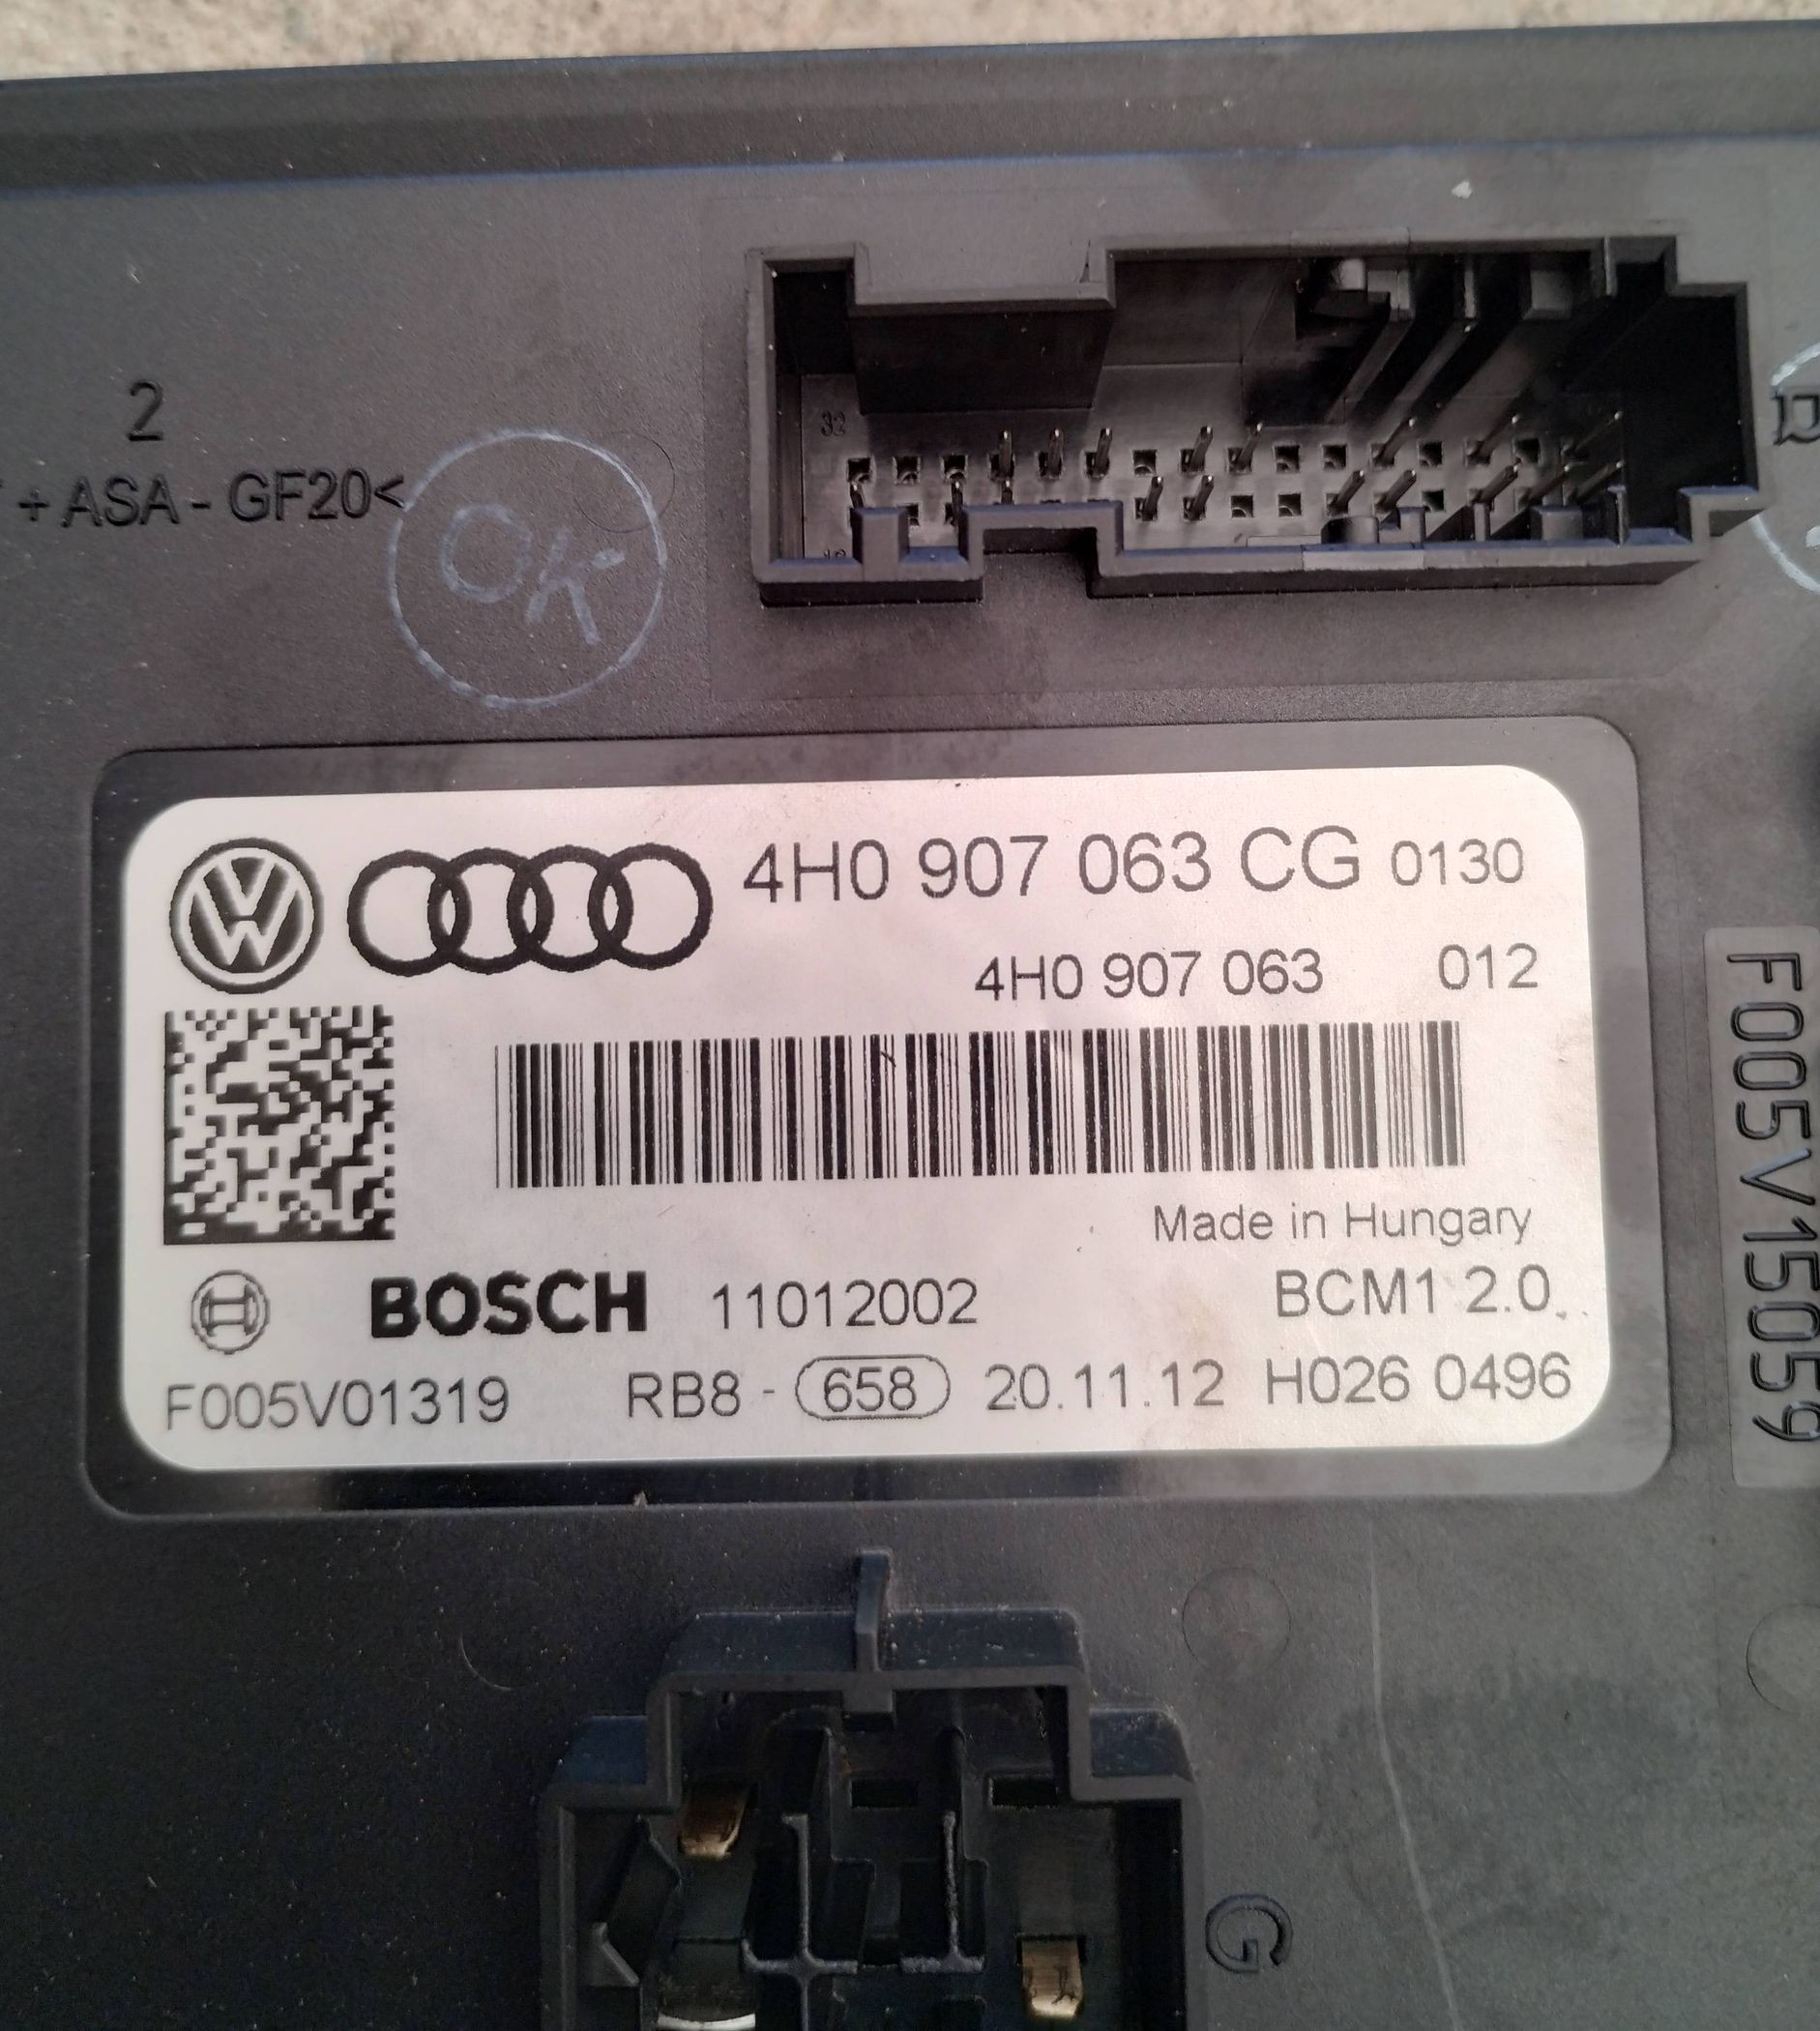 2
+ASA-GF20<
OK
32
4H0 907 063 CG 0130
4H0 907 063 012
Made in Hungary
BOSCH 11012002 BCM1 2.0
F005V01319 RB8 - 658 20.11.12 H026 0496
F005V15059
G